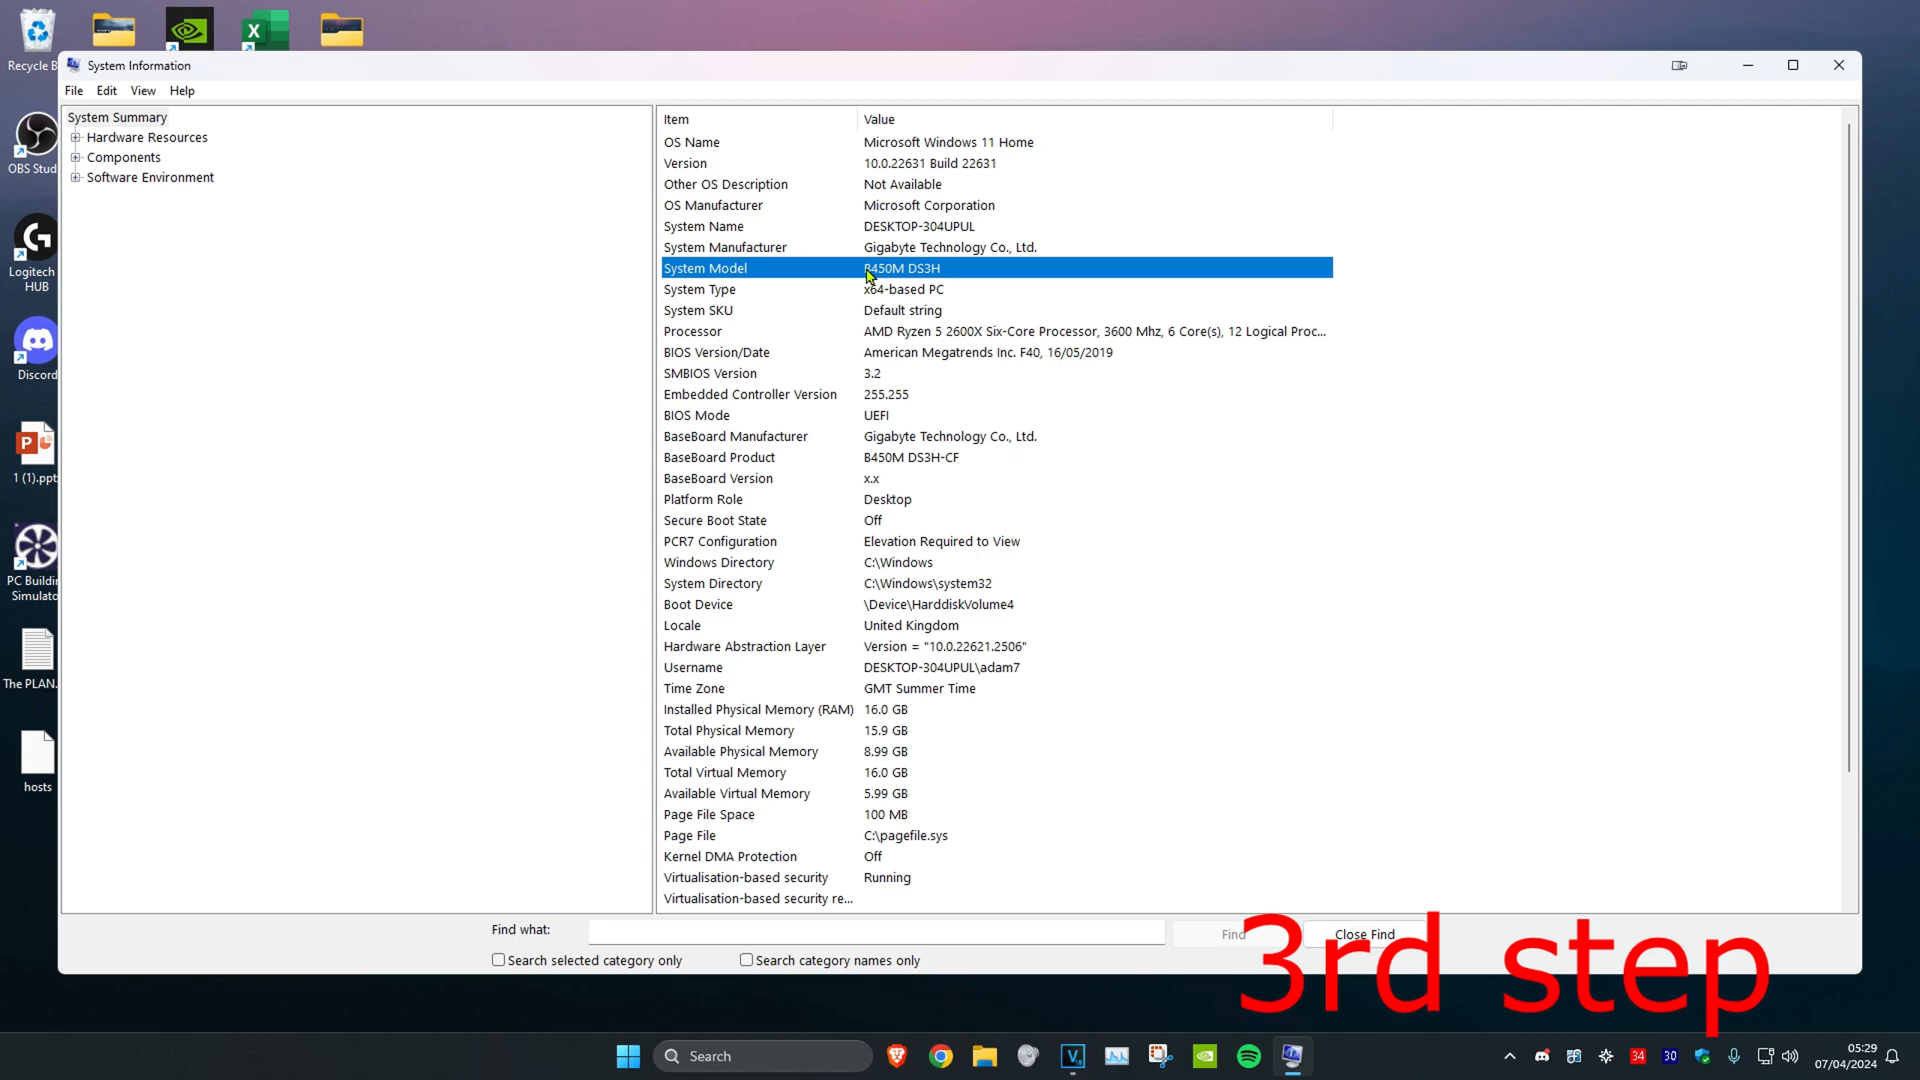 Recycle B
OBS Stud
Logitech
HUB
Discord
1 (1).ppt
PC Buildin
Simulato
The PLAN.
hosts
System Information
File Edit View Help
System Summary
Hardware Resources
Components
Software Environment
Item Value
OS Name Microsoft Windows 11 Home
Version 10.0.22631 Build 22631
Other OS Description Not Available
OS Manufacturer Microsoft Corporation
System Name DESKTOP-304UPUL
System Manufacturer Gigabyte Technology Co., Ltd.
System Model B450M DS3H
System Type x64-based PC
System SKU Default string
Processor AMD Ryzen 5 2600X Six-Core Processor, 3600 Mhz, 6 Core(s), 12 Logical Proc...
BIOS Version/Date American Megatrends Inc. F40, 16/05/2019
SMBIOS Version 3.2
Embedded Controller Version 255.255
BIOS Mode UEFI
BaseBoard Manufacturer Gigabyte Technology Co., Ltd.
BaseBoard Product B450M DS3H-CF
BaseBoard Version x.x
Platform Role Desktop
Secure Boot State Off
PCR7 Configuration Elevation Required to View
Windows Directory C:\Windows
System Directory C:\Windows\system32
Boot Device \Device\HarddiskVolume4
Locale United Kingdom
Hardware Abstraction Layer Version = "10.0.22621.2506"
Username DESKTOP-304UPUL\adam7
Time Zone GMT Summer Time
Installed Physical Memory (RAM) 16.0 GB
Total Physical Memory 15.9 GB
Available Physical Memory 8.99 GB
Total Virtual Memory 16.0 GB
Available Virtual Memory 5.99 GB
Page File Space 100 MB
Page File C:\pagefile.sys
Kernel DMA Protection Off
Virtualisation-based security Running
Virtualisation-based security re...
Find what: Find Close Find
Search selected category only Search category names only
3rd step
Search
34 30
05:29
07/04/2024